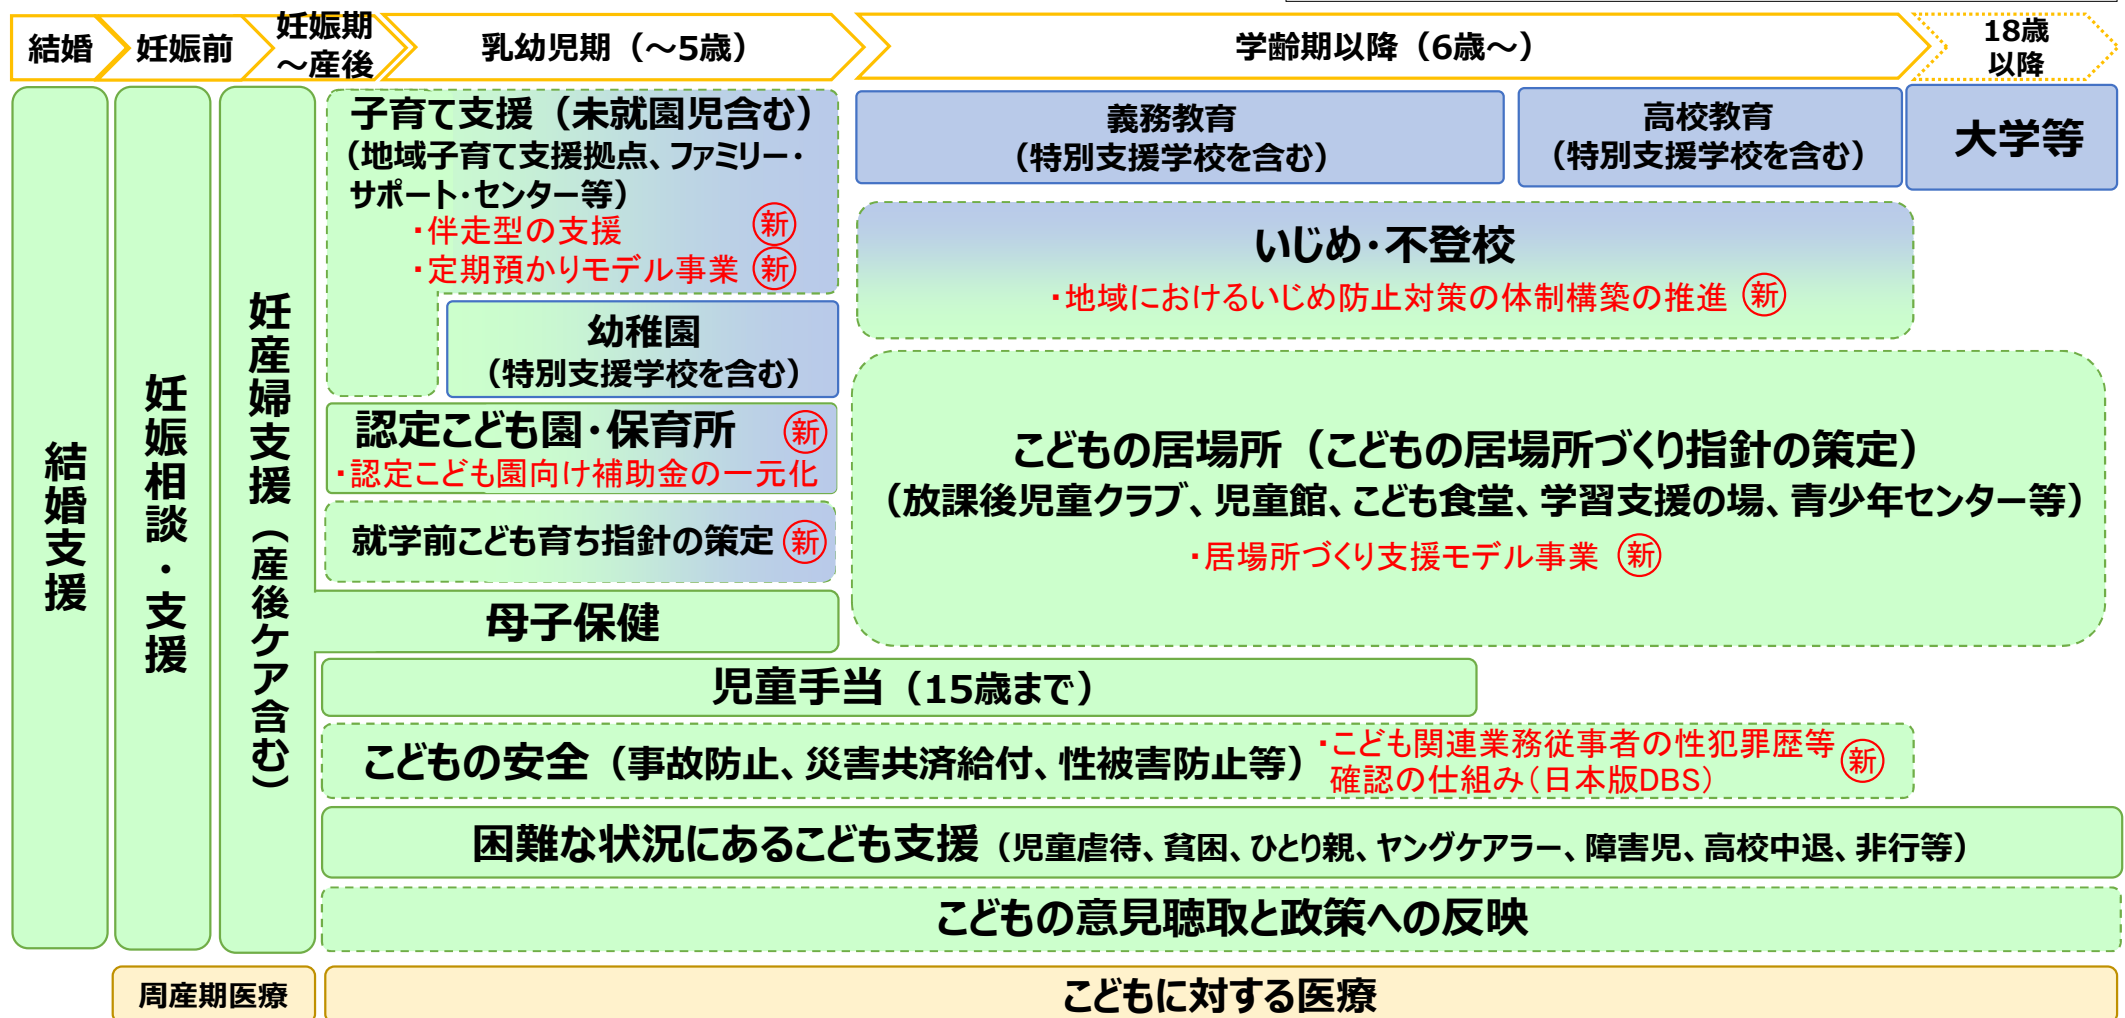 結婚
妊娠前
妊娠期
～産後
乳幼児期（～5歳）
学齢期以降（6歳～）
18歳
以降
結婚支援
妊娠相談・支援
妊産婦支援（産後ケア含む）
子育て支援（未就園児含む）
（地域子育て支援拠点、ファミリー・
サポート・センター等）
・伴走型の支援 新
・定期預かりモデル事業 新
幼稚園
（特別支援学校を含む）
認定こども園・保育所 新
・認定こども園向け補助金の一元化
就学前こども育ち指針の策定 新
母子保健
義務教育
（特別支援学校を含む）
高校教育
（特別支援学校を含む）
大学等
いじめ・不登校
・地域におけるいじめ防止対策の体制構築の推進 新
こどもの居場所（こどもの居場所づくり指針の策定）
（放課後児童クラブ、児童館、こども食堂、学習支援の場、青少年センター等）
・居場所づくり支援モデル事業 新
児童手当（15歳まで）
こどもの安全（事故防止、災害共済給付、性被害防止等）
・こども関連業務従事者の性犯罪歴等
確認の仕組み（日本版DBS） 新
困難な状況にあるこども支援（児童虐待、貧困、ひとり親、ヤングケアラー、障害児、高校中退、非行等）
こどもの意見聴取と政策への反映
周産期医療
こどもに対する医療